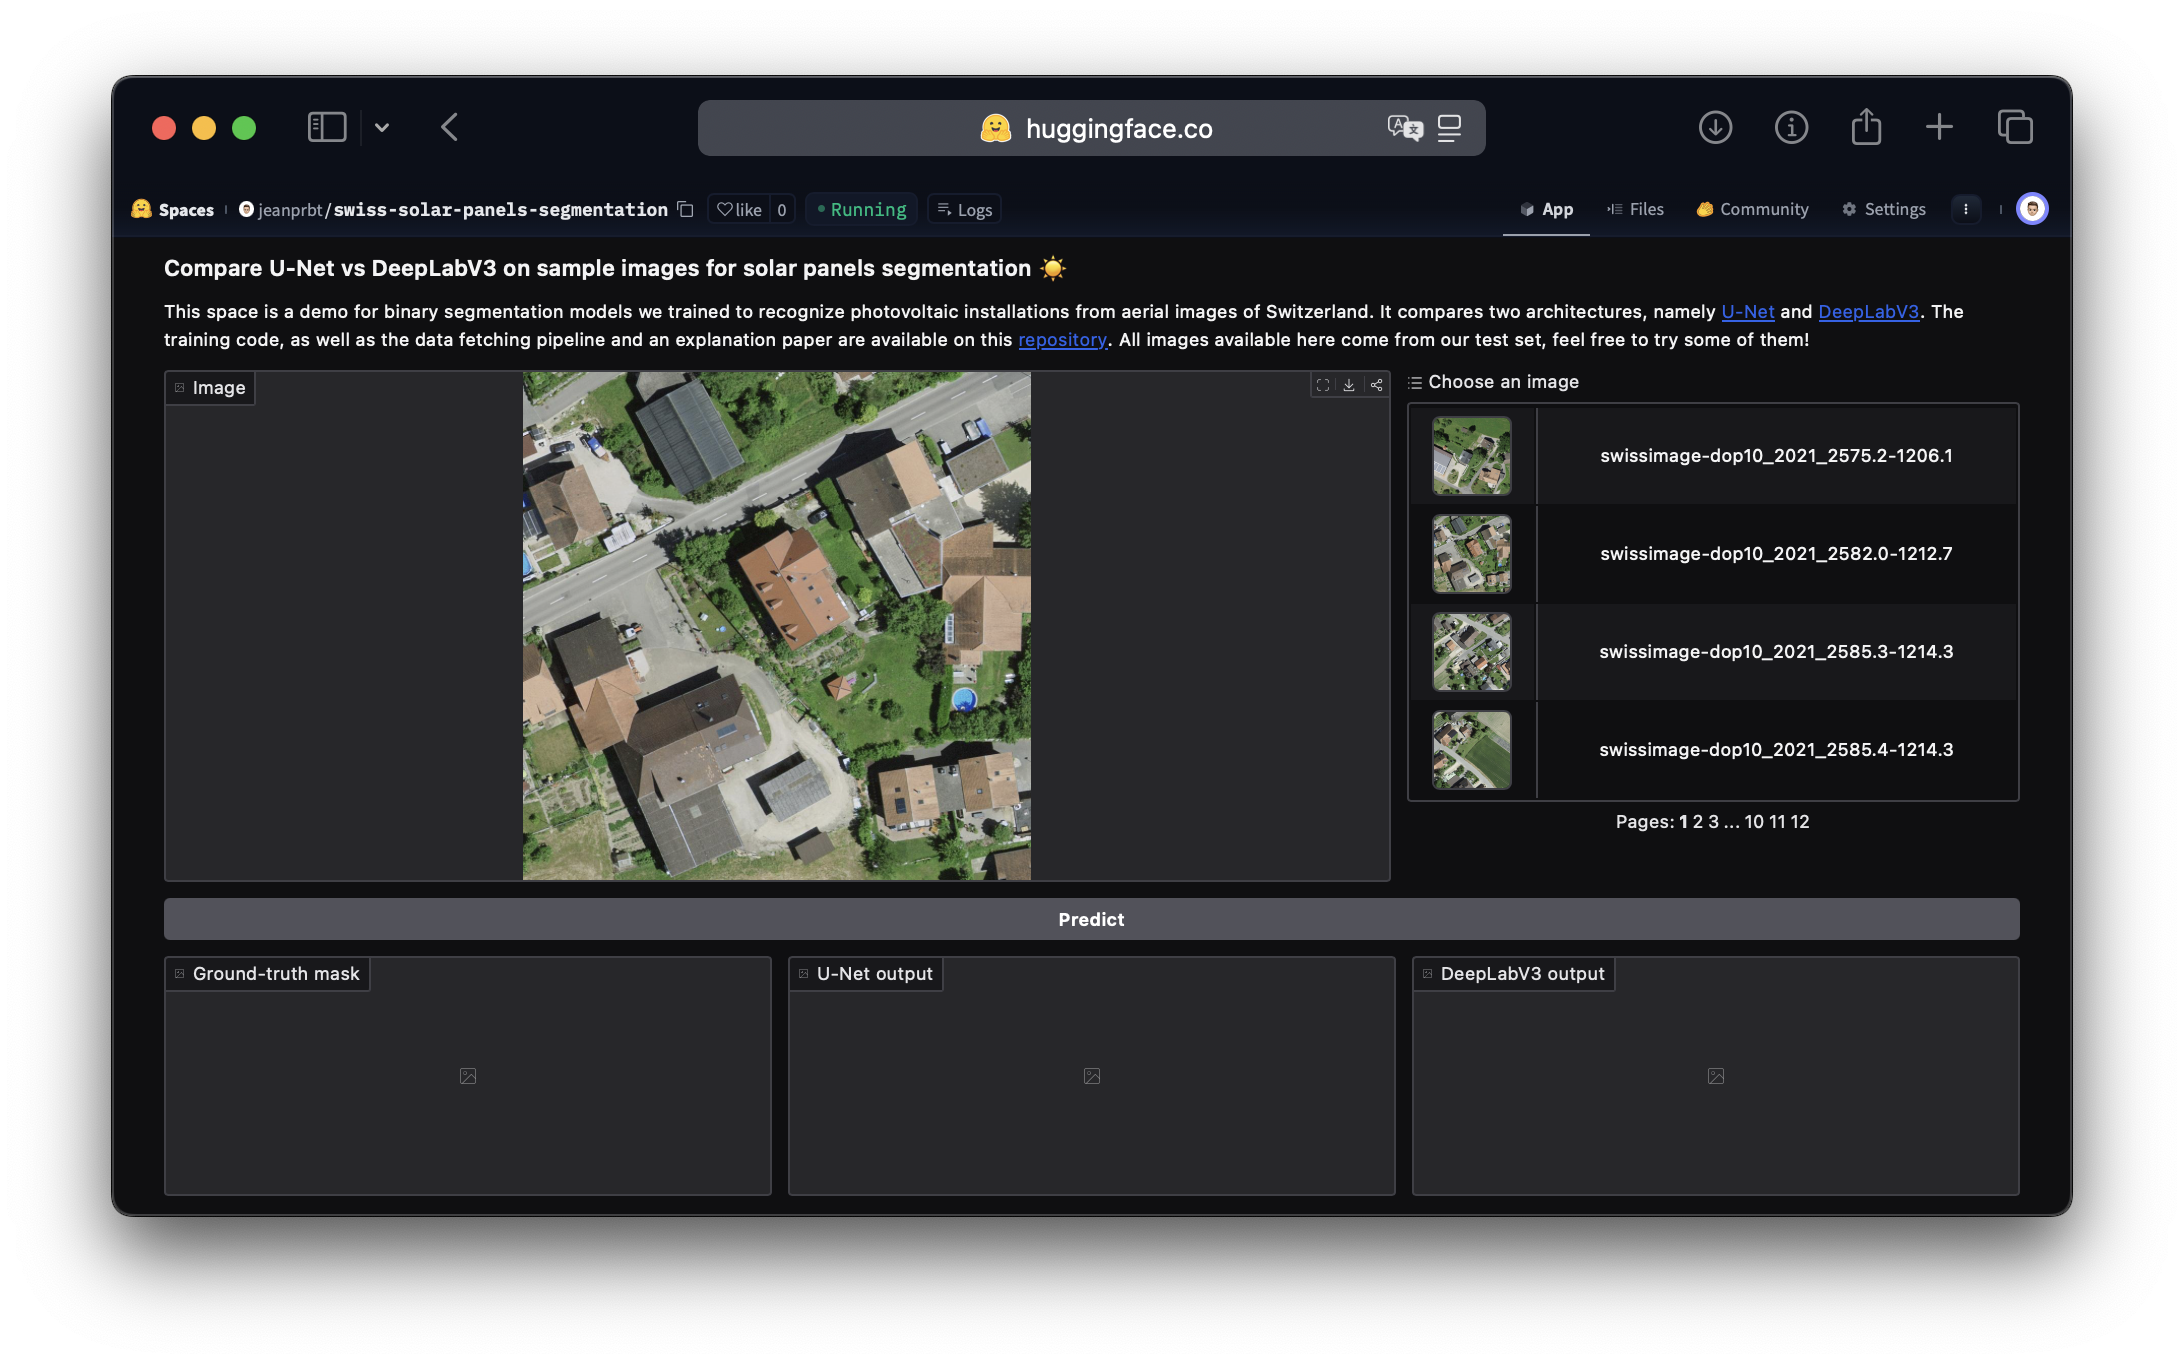 huggingface.co
Spaces
jeanprbt/swiss-solar-panels-segmentation
like 0
Running
Logs
App
Files
Community
Settings
Compare U-Net vs DeepLabV3 on sample images for solar panels segmentation ☀️
This space is a demo for binary segmentation models we trained to recognize photovoltaic installations from aerial images of Switzerland. It compares two architectures, namely U-Net and DeepLabV3. The
training code, as well as the data fetching pipeline and an explanation paper are available on this repository. All images available here come from our test set, feel free to try some of them!
Image
Choose an image
swissimage-dop10_2021_2575.2-1206.1
swissimage-dop10_2021_2582.0-1212.7
swissimage-dop10_2021_2585.3-1214.3
swissimage-dop10_2021_2585.4-1214.3
Pages: 1 2 3 ... 10 11 12
Predict
Ground-truth mask
U-Net output
DeepLabV3 output